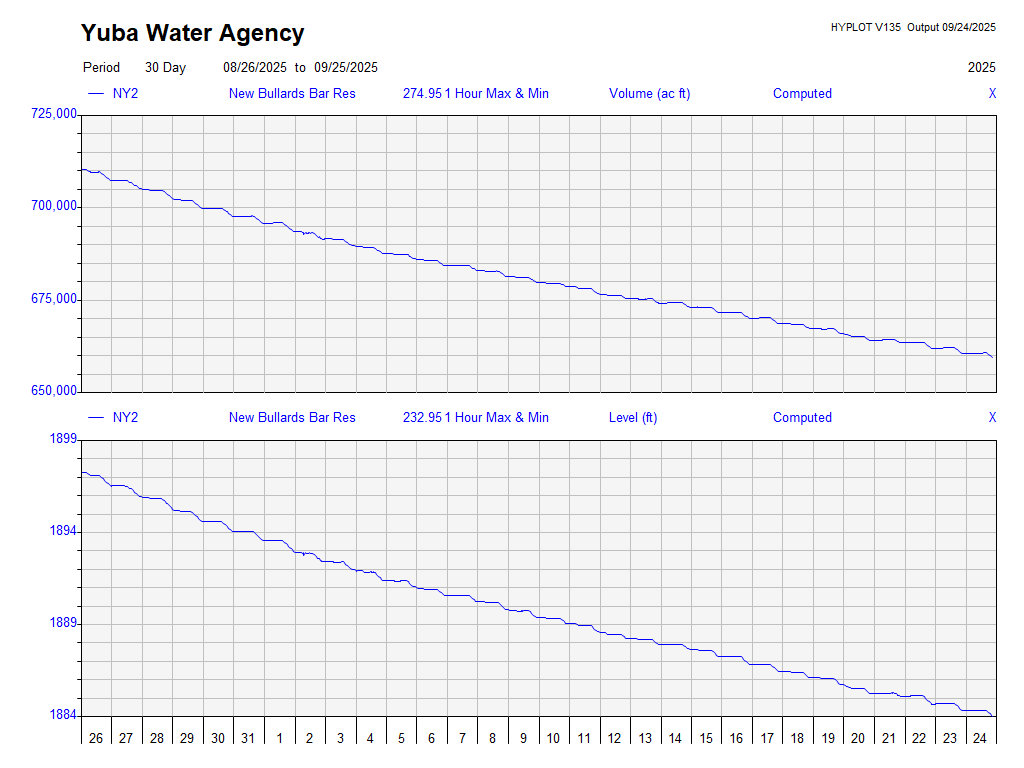 Yuba Water Agency
HYPLOT V135 Output 09/24/2025
Period 30 Day 08/26/2025 to 09/25/2025 2025
NY2 New Bullards Bar Res 274.95 1 Hour Max & Min Volume (ac ft) Computed X
725,000
700,000
675,000
650,000
NY2 New Bullards Bar Res 232.95 1 Hour Max & Min Level (ft) Computed X
1899
1894
1889
1884
26 27 28 29 30 31 1 2 3 4 5 6 7 8 9 10 11 12 13 14 15 16 17 18 19 20 21 22 23 24